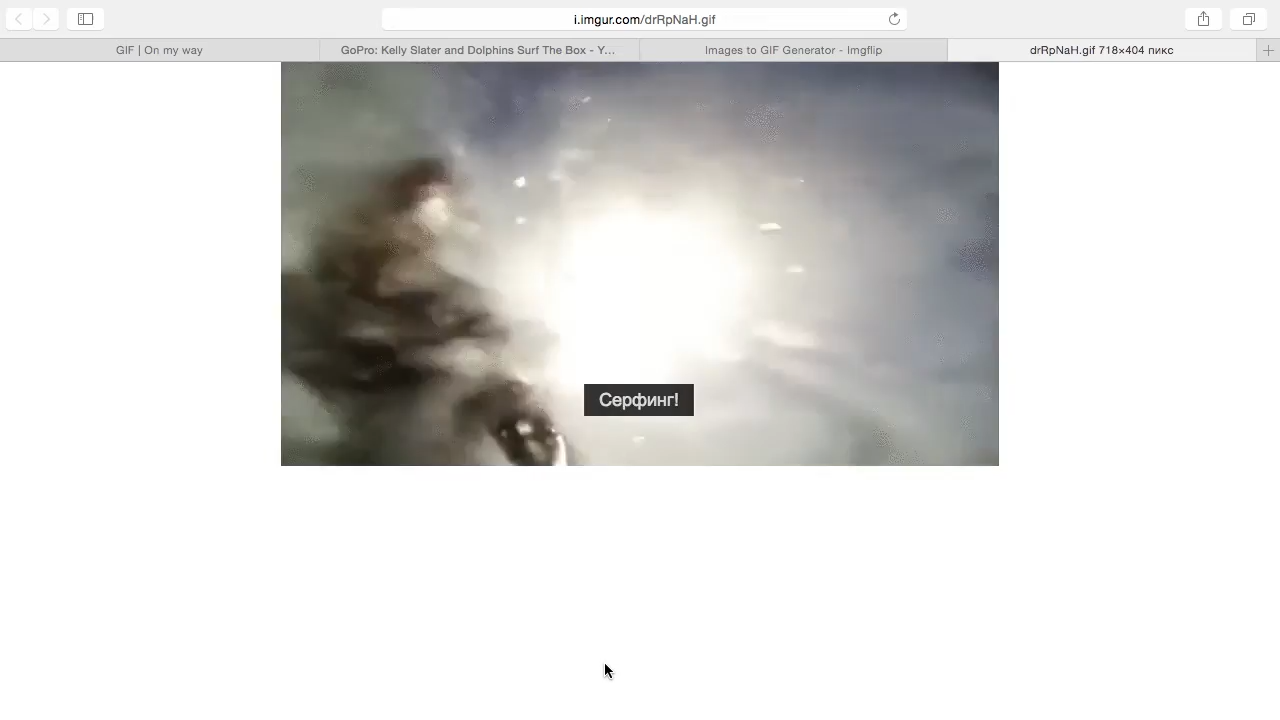 i.imgur.com/drRpNaH.gif
GIF | On my way
GoPro: Kelly Slater and Dolphins Surf The Box - Y...
Images to GIF Generator - Imgflip
drRpNaH.gif 718×404 пикс
Серфинг!